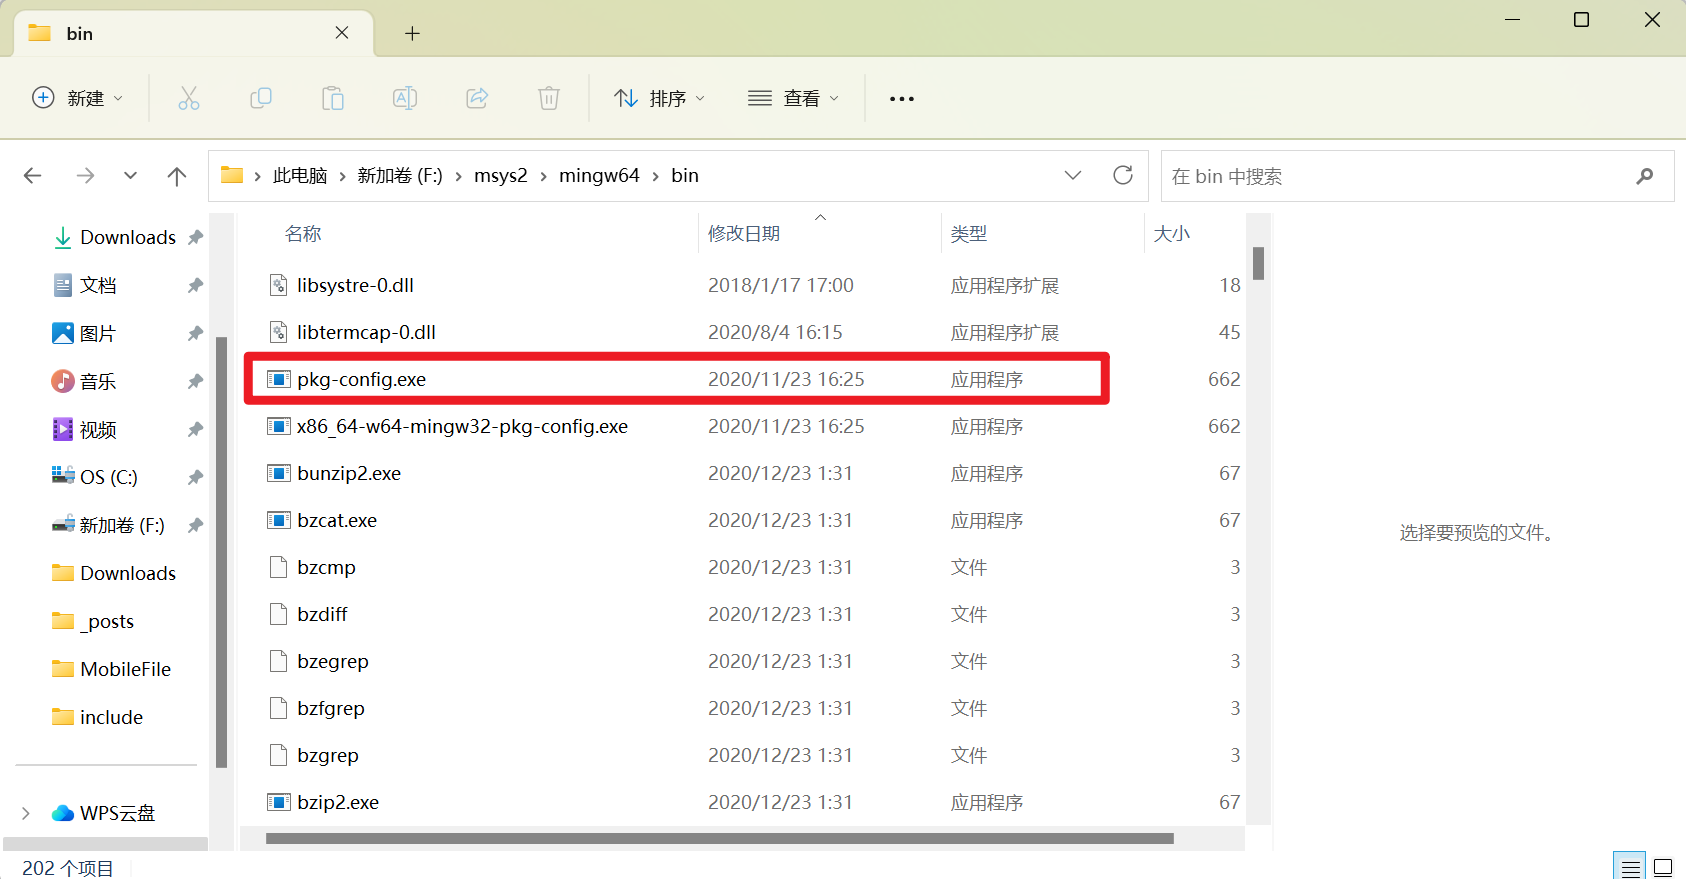 bin
新建
排序
查看
此电脑 › 新加卷 (F:) › msys2 › mingw64 › bin
在 bin 中搜索
Downloads
文档
图片
音乐
视频
OS (C:)
新加卷 (F:)
Downloads
_posts
MobileFile
include
WPS云盘
名称 修改日期 类型 大小
libsystre-0.dll 2018/1/17 17:00 应用程序扩展 18
libtermcap-0.dll 2020/8/4 16:15 应用程序扩展 45
pkg-config.exe 2020/11/23 16:25 应用程序 662
x86_64-w64-mingw32-pkg-config.exe 2020/11/23 16:25 应用程序 662
bunzip2.exe 2020/12/23 1:31 应用程序 67
bzcat.exe 2020/12/23 1:31 应用程序 67
bzcmp 2020/12/23 1:31 文件 3
bzdiff 2020/12/23 1:31 文件 3
bzegrep 2020/12/23 1:31 文件 3
bzfgrep 2020/12/23 1:31 文件 3
bzgrep 2020/12/23 1:31 文件 3
bzip2.exe 2020/12/23 1:31 应用程序 67
选择要预览的文件。
202 个项目